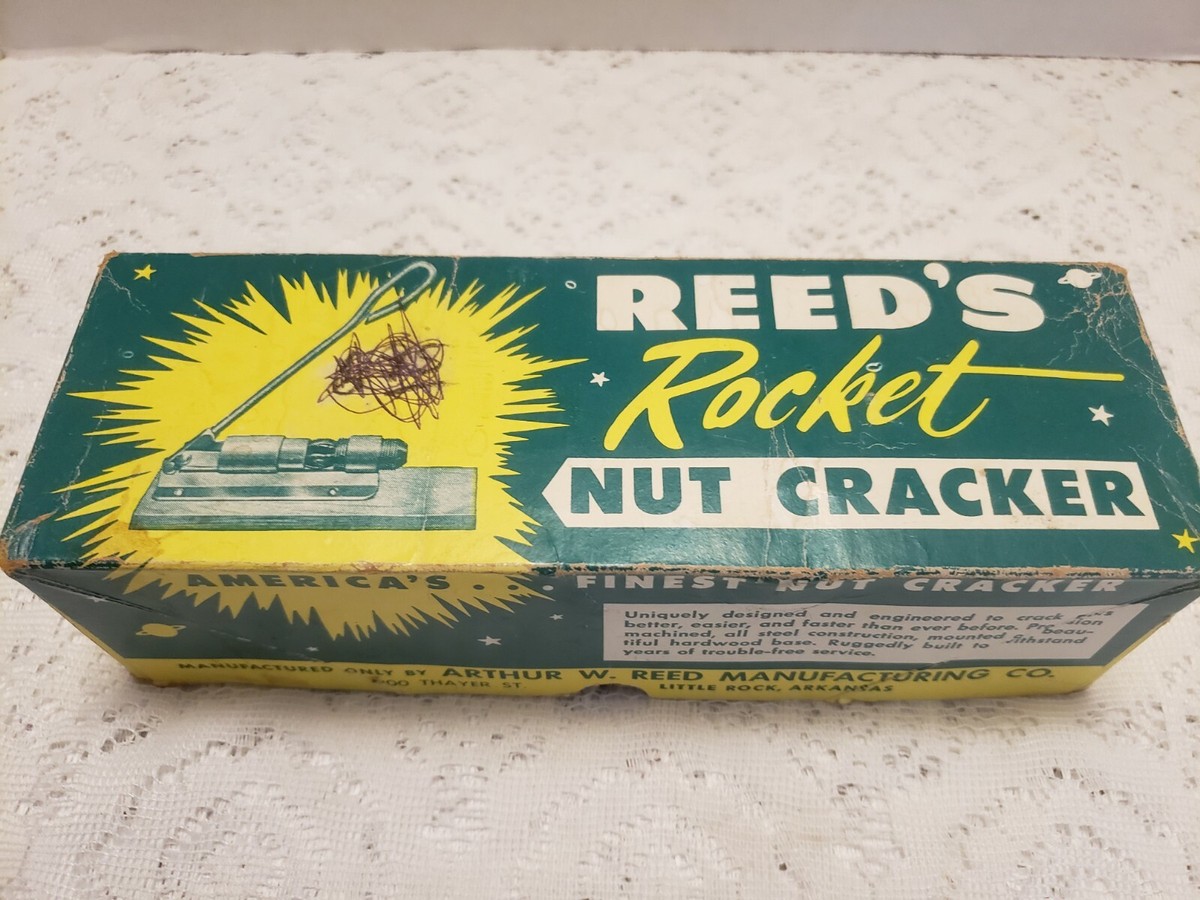 REED'S
Rocket
NUT CRACKER
AMERICA'S... FINEST NUT CRACKER
Uniquely designed and engineered to crack
better, easier, and faster than ever before.
machined, all steel construction, mounted beau-
tiful hardwood base. Ruggedly built to withstand
years of trouble-free service.
MANUFACTURED ONLY BY ARTHUR W. REED MANUFACTURING CO.
THAYER ST. LITTLE ROCK, ARKANSAS